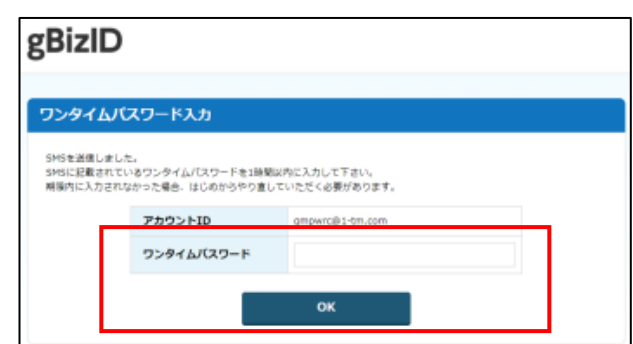 gBizID
ワンタイムパスワード入力
SMSを送信しました。
SMSに記載されているワンタイムパスワードを1時間以内に入力して下さい。
期限内に入力されなかった場合、はじめからやり直していただく必要があります。
アカウントID gmpwrc@1-tm.com
ワンタイムパスワード
OK